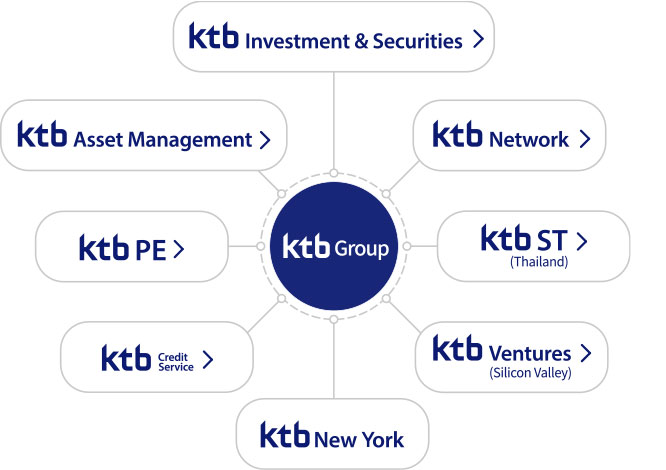 ktb Investment & Securities
ktb Asset Management
ktb Network
ktb PE
ktb Group
ktb ST
(Thailand)
ktb Credit
Service
ktb Ventures
(Silicon Valley)
ktb New York